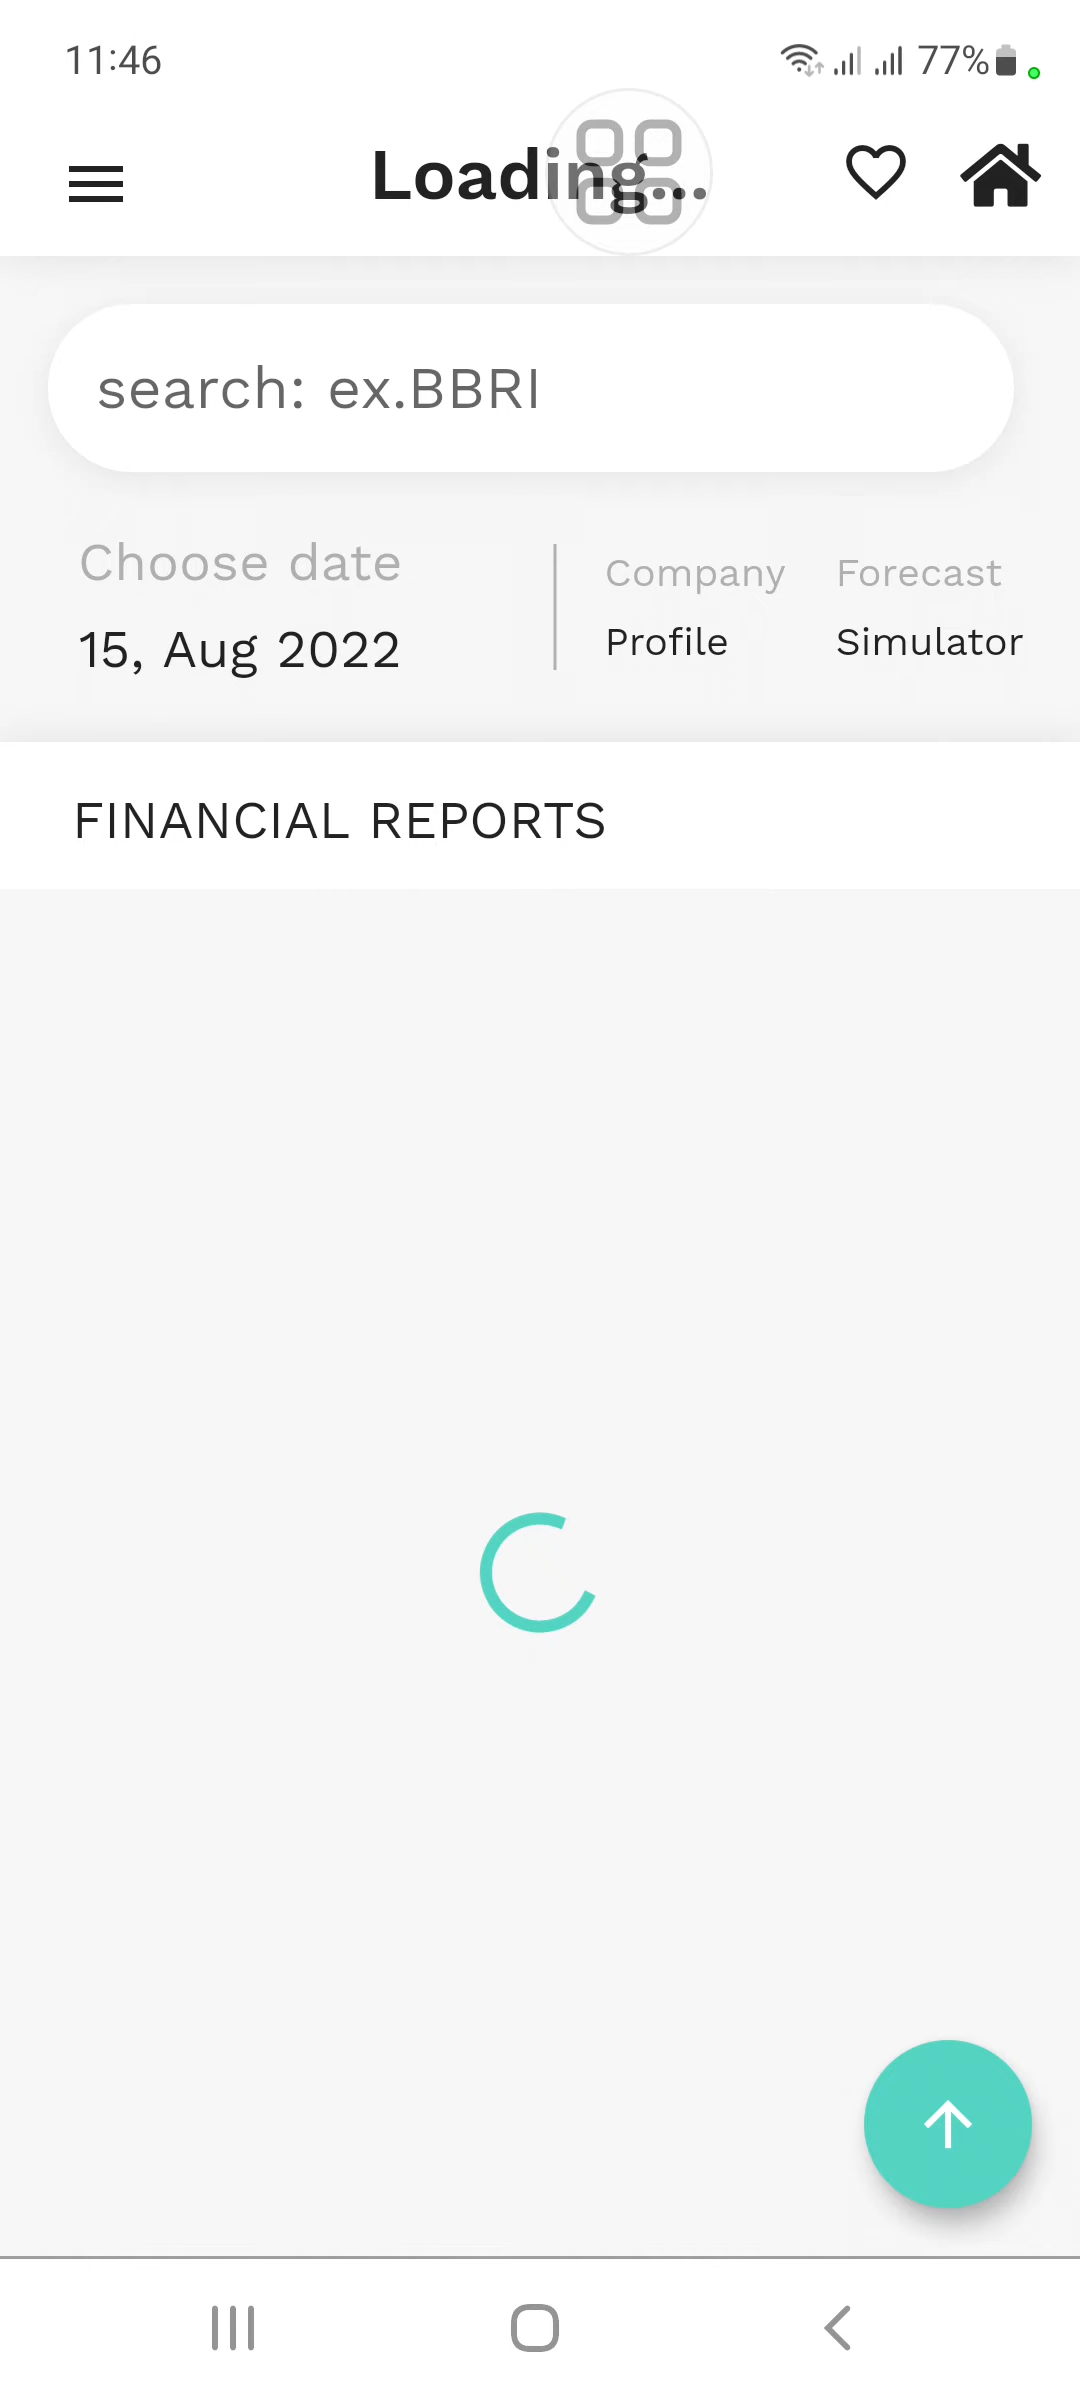 11:46
77%
Loading...
search: ex.BBRI
Choose date
15, Aug 2022
Company
Profile
Forecast
Simulator
FINANCIAL REPORTS